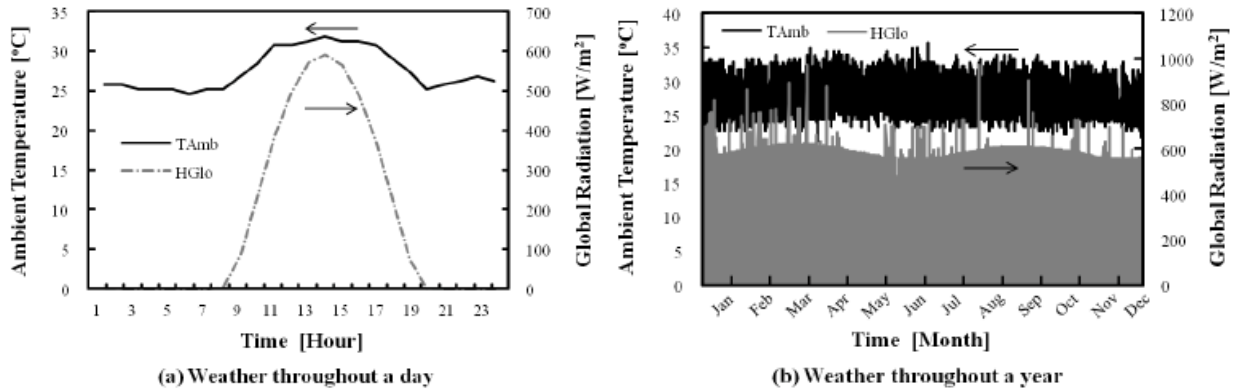 35
30
25
20
15
10
5
0
Ambient Temperature [°C]
700
600
500
400
300
200
100
0
Global Radiation [W/m²]
TAmb
HGlo
1 3 5 7 9 11 13 15 17 19 21 23
Time [Hour]
(a) Weather throughout a day
40
35
30
25
20
15
10
5
0
Ambient Temperature [°C]
1200
1000
800
600
400
200
0
Global Radiation [W/m²]
TAmb HGlo
Jan Feb Mar Apr May Jun Jul Aug Sep Oct Nov Dec
Time [Month]
(b) Weather throughout a year